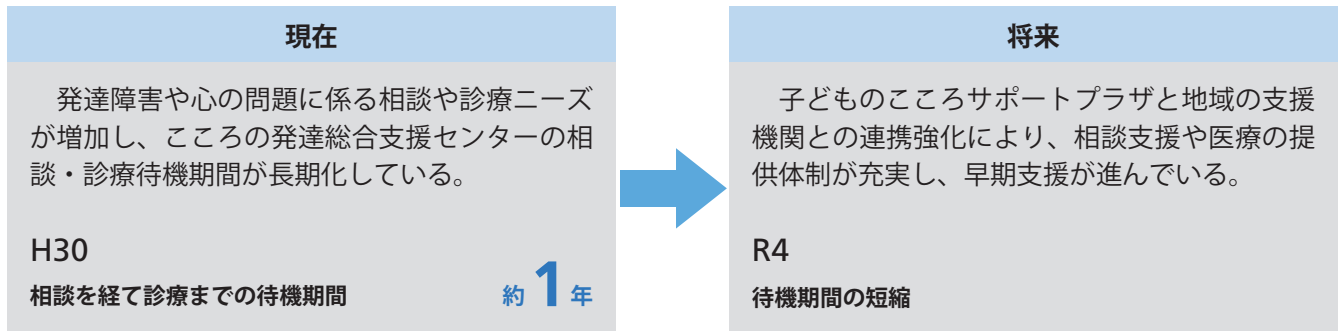 現在
発達障害や心の問題に係る相談や診療ニーズ
が増加し、こころの発達総合支援センターの相
談・診療待機期間が長期化している。
H30
相談を経て診療までの待機期間 約1年
将来
子どものこころサポートプラザと地域の支援
機関との連携強化により、相談支援や医療の提
供体制が充実し、早期支援が進んでいる。
R4
待機期間の短縮